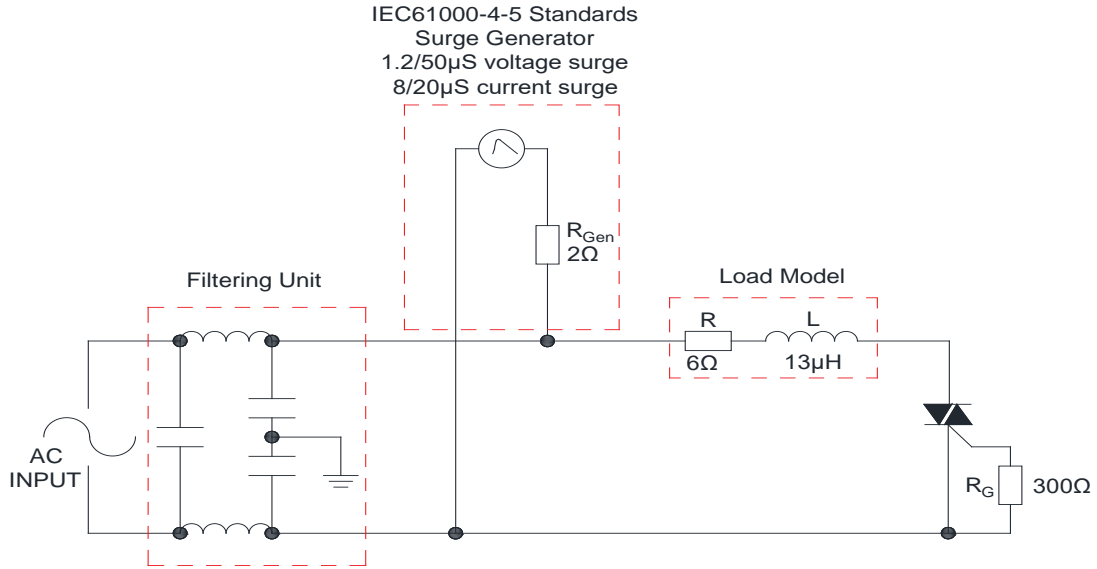 IEC61000-4-5 Standards
Surge Generator
1.2/50µS voltage surge
8/20µS current surge
RGen
2Ω
Filtering Unit
Load Model
R
L
6Ω
13µH
AC
INPUT
RG
300Ω